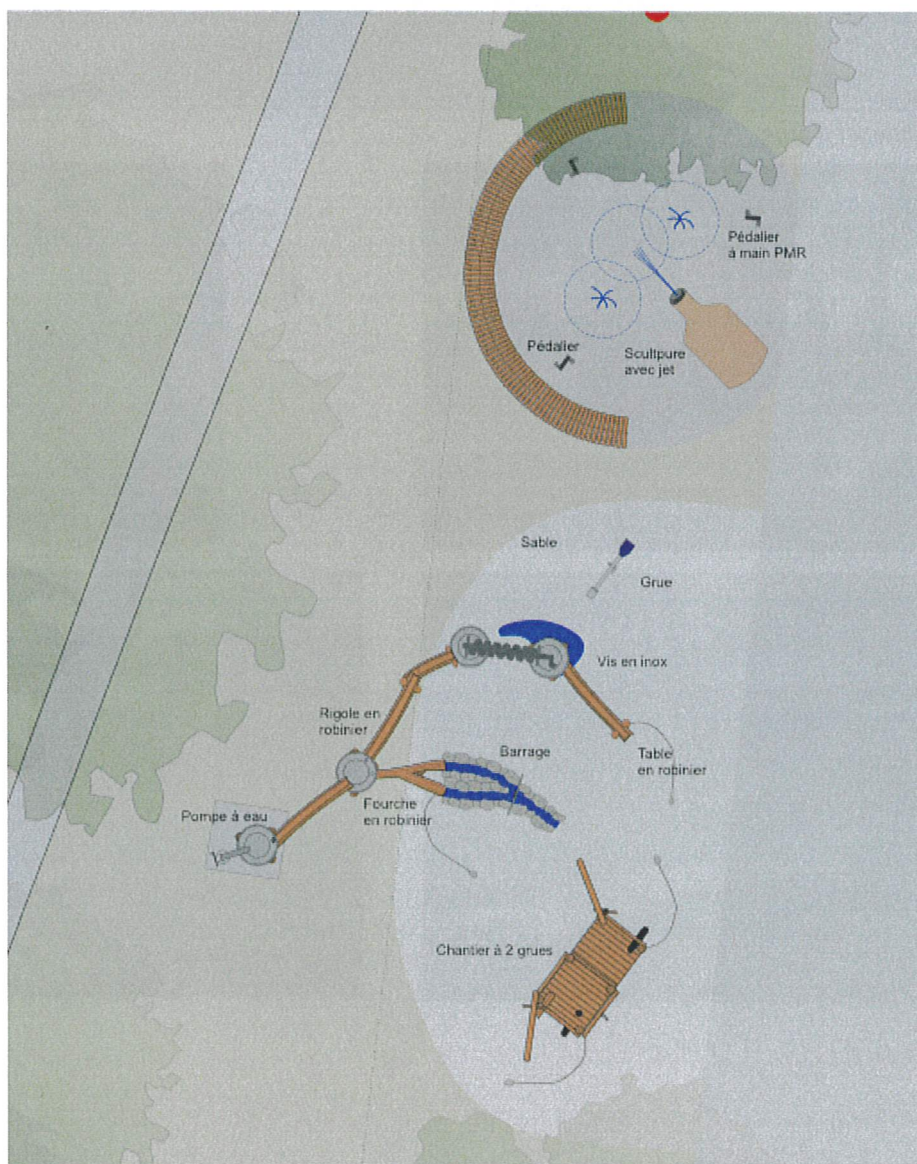 Pédalier
à main PMR
Pédalier
Scultpure
avec jet
Sable
Grue
Vis en inox
Rigole en
robinier
Barrage
Table
en robinier
Fourche
en robinier
Pompe à eau
Chantier à 2 grues